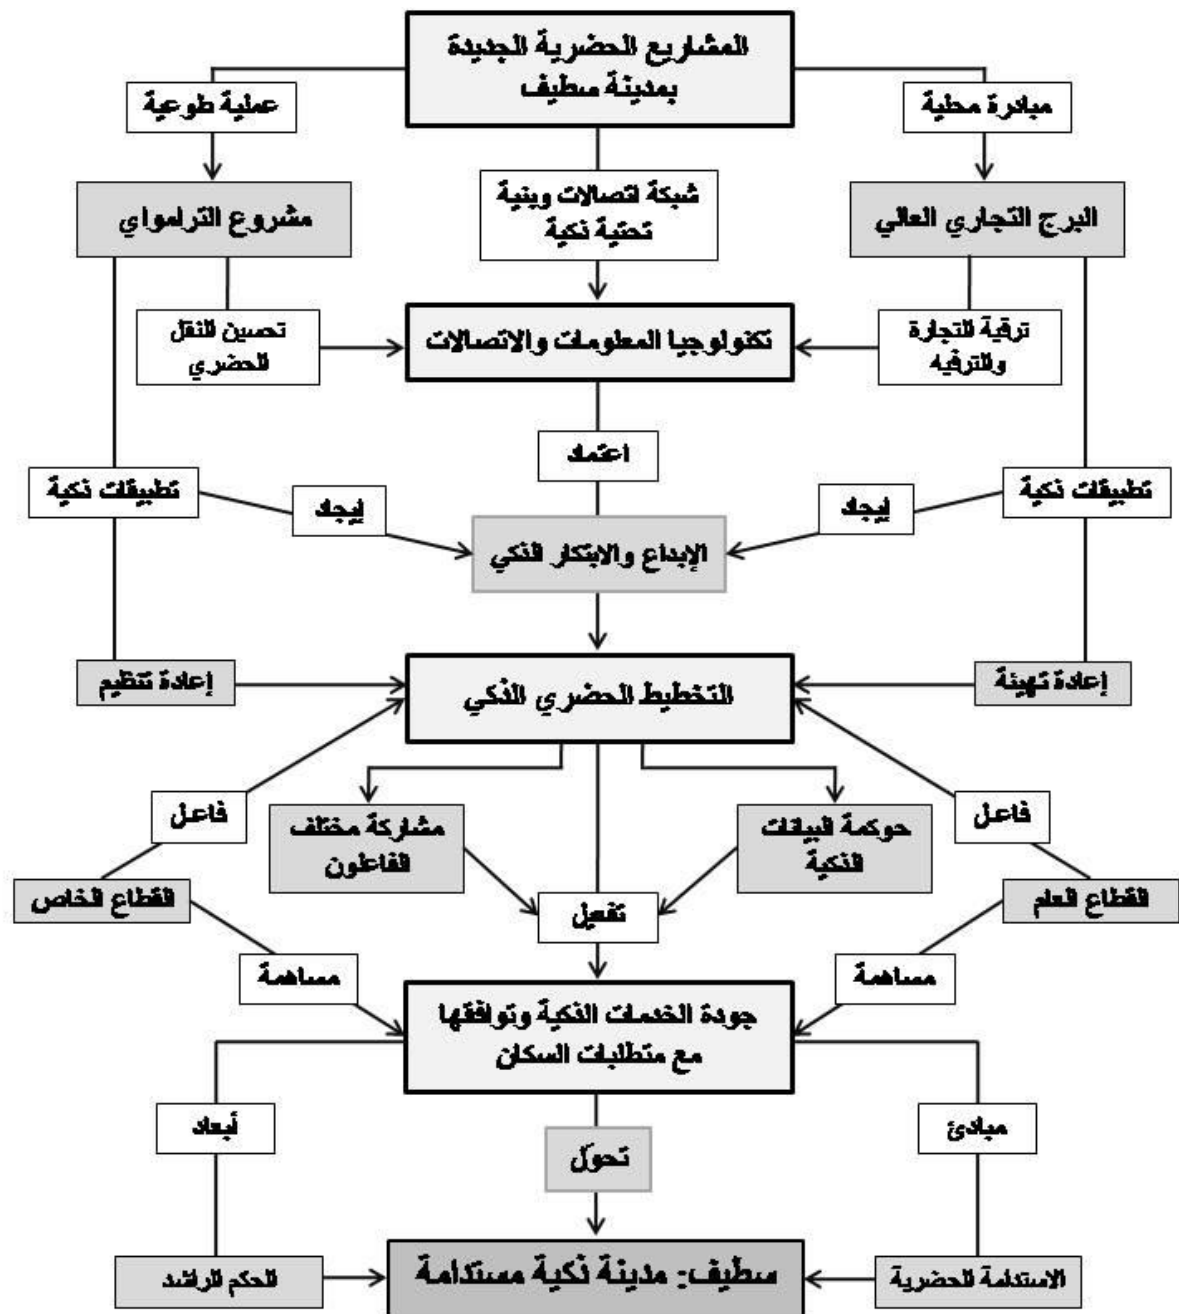 المشاريع الحضرية الجديدة
بمدينة سطيف
مبادرة محلية
عملية طوعية
شبكة اتصالات وبنية
تحتية ذكية
البرج التجاري العالي
مشروع الترامواي
ترقية التجارة
والترفيه
تكنولوجيا المعلومات والاتصالات
تحسين النقل
الحضري
اعتماد
تطبيقات ذكية
إيجاد
إيجاد
تطبيقات ذكية
الإبداع والابتكار الذكي
إعادة تهيئة
التخطيط الحضري الذكي
إعادة تنظيم
فاعل
حوكمة البيانات
الذكية
مشاركة مختلف
الفاعلون
فاعل
القطاع العام
تفعيل
القطاع الخاص
مساهمة
مساهمة
جودة الخدمات الذكية وتوافقها
مع متطلبات السكان
مبادئ
أبعاد
تحوّل
الاستدامة الحضرية
سطيف: مدينة ذكية مستدامة
الحكم الراشد